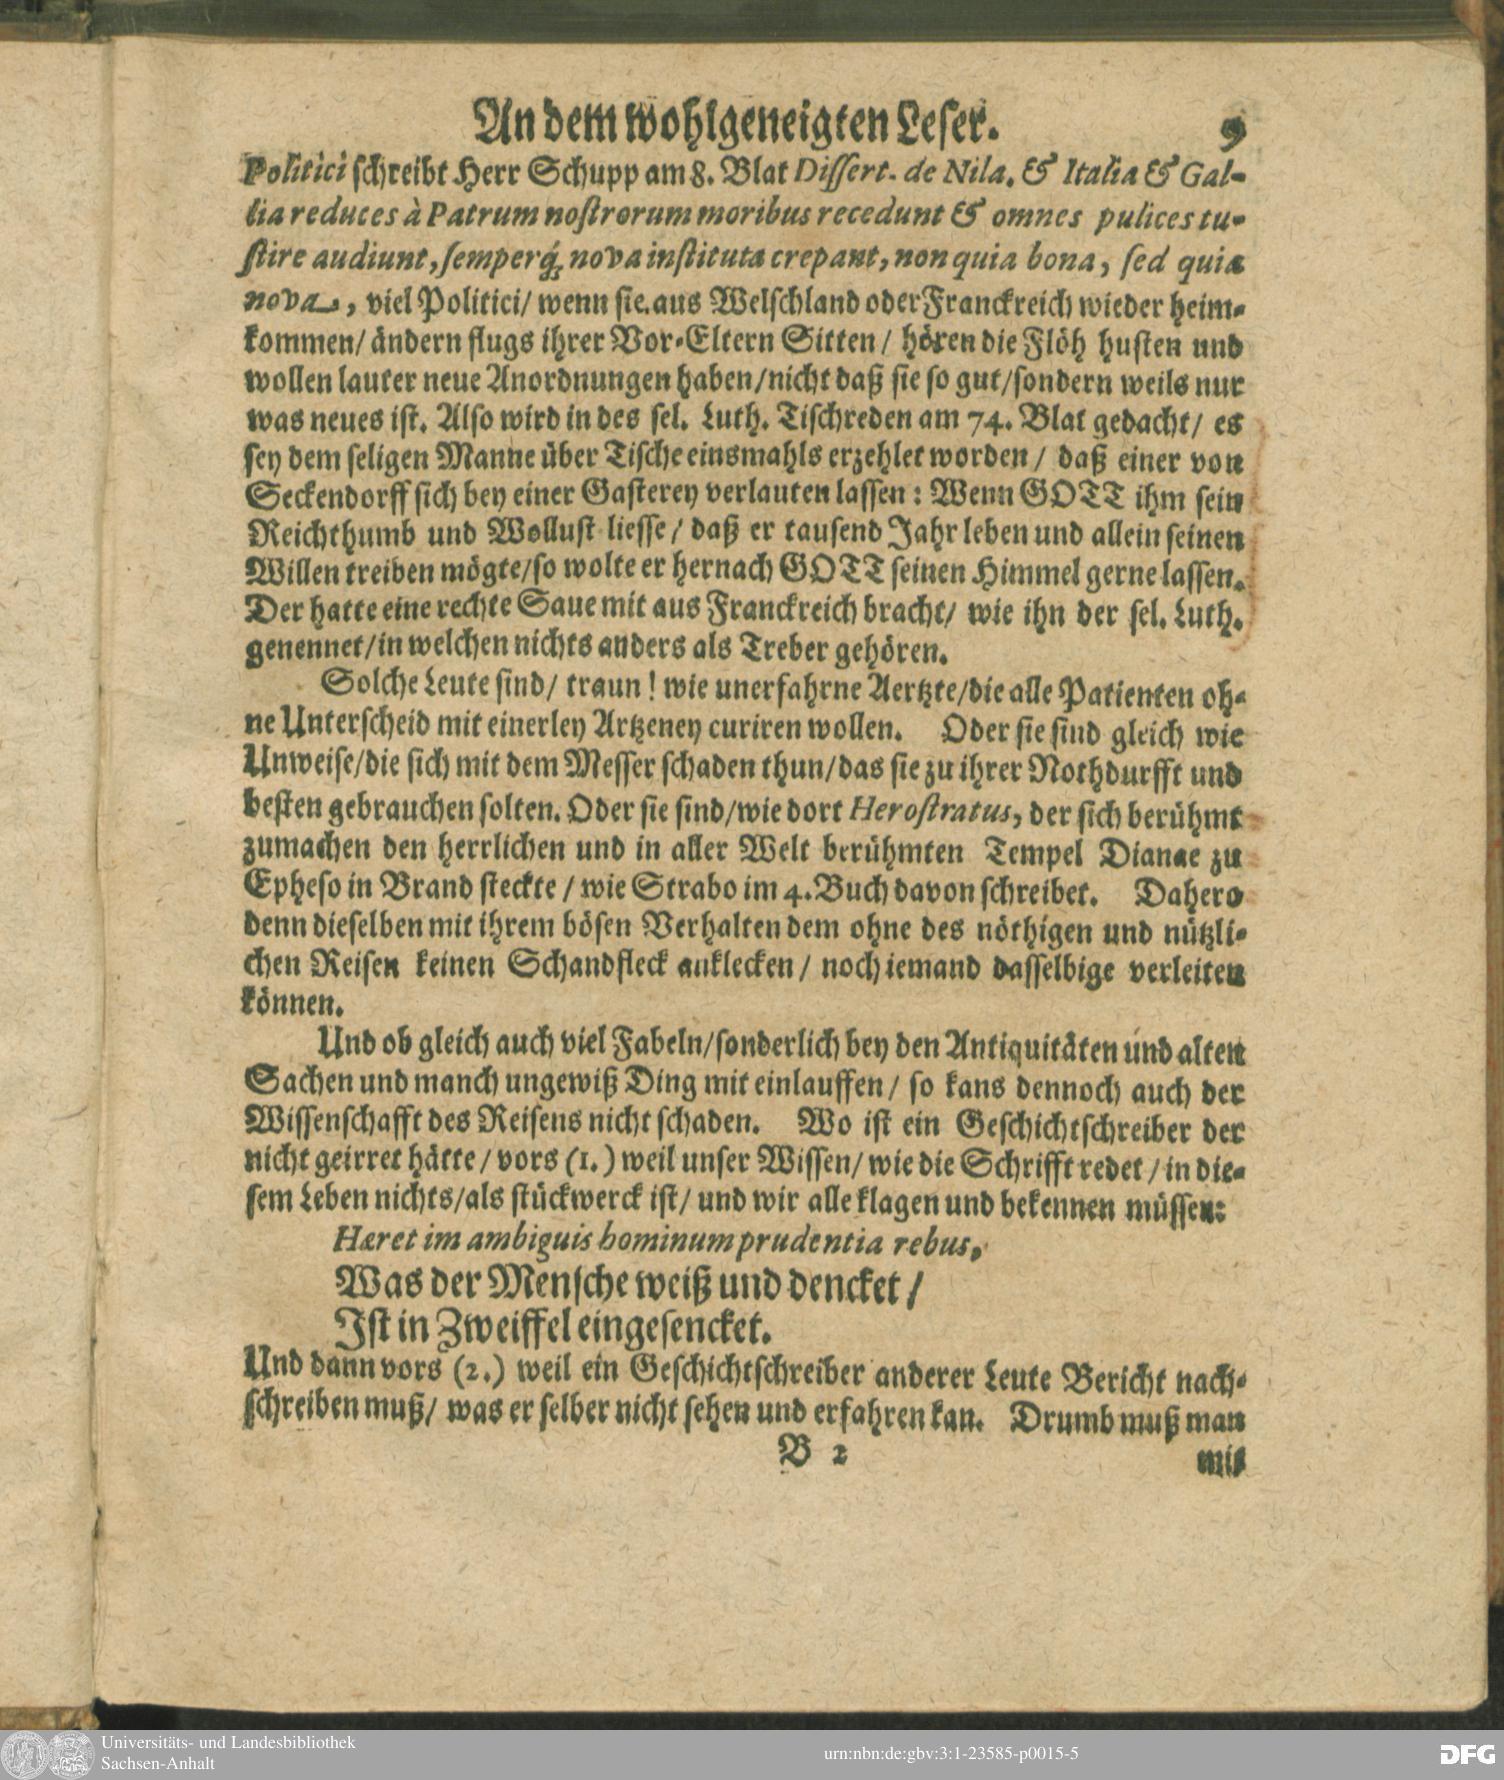 An dem wohlgeneigten Leser. 9
Politici schreibt Herr Schupp am 8. Blat Dissert. de Nila. & Italia & Gal-
lia reduces à Patrum nostrorum moribus recedunt & omnes pulices tu-
stire audiunt, semperq́; nova instituta crepant, non quia bona, sed quia
nova, viel Politici/ wenn sie aus Welschland oder Franckreich wieder heim-
kommen/ ändern flugs ihrer Vor-Eltern Sitten/ hören die Flöh husten und
wollen lauter neue Anordnungen haben/nicht daß sie so gut/sondern weils nur
was neues ist. Also wird in des sel. Luth. Tischreden am 74. Blat gedacht/ es
sey dem seligen Manne über Tische einsmahls erzehlet worden/ daß einer von
Seckendorff sich bey einer Gasterey verlauten lassen: Wenn GOTT ihm sein
Reichthumb und Wollust liesse/ daß er tausend Jahr leben und allein seinen
Willen treiben mögte/so wolte er hernach GOTT seinen Himmel gerne lassen.
Der hatte eine rechte Saue mit aus Franckreich bracht/ wie ihn der sel. Luth.
genennet/in welchen nichts anders als Treber gehören.
Solche Leute sind/ traun! wie unerfahrne Aertzte/die alle Patienten oh-
ne Unterscheid mit einerley Artzeney curiren wollen. Oder sie sind gleich wie
Unweise/die sich mit dem Messer schaden thun/das sie zu ihrer Nothdurfft und
besten gebrauchen solten. Oder sie sind/wie dort Herostratus, der sich berühmt
zumachen den herrlichen und in aller Welt berühmten Tempel Dianae zu
Epheso in Brand steckte/ wie Strabo im 4. Buch davon schreibet. Dahero
denn dieselben mit ihrem bösen Verhalten dem ohne des nöthigen und nützli-
chen Reisen keinen Schandfleck anklecken/ noch iemand dasselbige verleiten
können.
Und ob gleich auch viel Fabeln/sonderlich bey den Antiquitäten und alten
Sachen und manch ungewiß Ding mit einlauffen/ so kans dennoch auch der
Wissenschafft des Reisens nicht schaden. Wo ist ein Geschichtschreiber der
nicht geirret hätte/ vors (1.) weil unser Wissen/ wie die Schrifft redet/ in die-
sem Leben nichts/als stückwerck ist/ und wir alle klagen und bekennen müssen:
Hæret im ambiguis hominum prudentia rebus,
Was der Mensche weiß und dencket/
Ist in Zweiffel eingesencket.
Und dann vors (2.) weil ein Geschichtschreiber anderer Leute Bericht nach-
schreiben muß/ was er selber nicht sehen und erfahren kan. Drumb muß man
B 2 mit
Universitäts- und Landesbibliothek
Sachsen-Anhalt
urn:nbn:de:gbv:3:1-23585-p0015-5
DFG